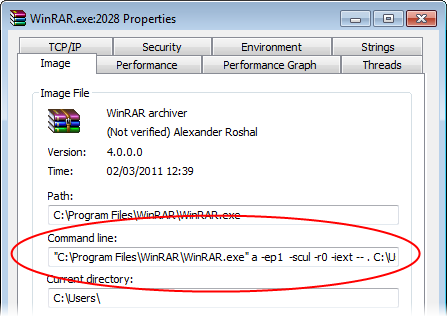 WinRAR.exe:2028 Properties
TCP/IP Security Environment Strings
Image Performance Performance Graph Threads
Image File
WinRAR archiver
(Not verified) Alexander Roshal
Version: 4.0.0.0
Time: 02/03/2011 12:39
Path:
C:\Program Files\WinRAR\WinRAR.exe
Command line:
"C:\Program Files\WinRAR\WinRAR.exe" a -ep1 -scul -r0 -iext -- . C:\U
Current directory:
C:\Users\